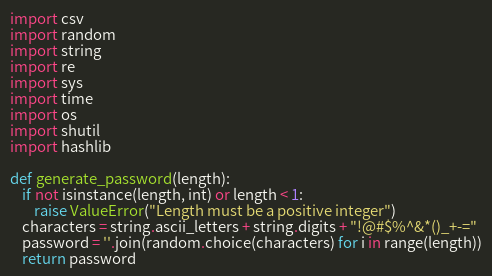 import csv
import random
import string
import re
import sys
import time
import os
import shutil
import hashlib

def generate_password(length):
    if not isinstance(length, int) or length < 1:
        raise ValueError("Length must be a positive integer")
    characters = string.ascii_letters + string.digits + "!@#$%^&*()_+-="
    password = ''.join(random.choice(characters) for i in range(length))
    return password